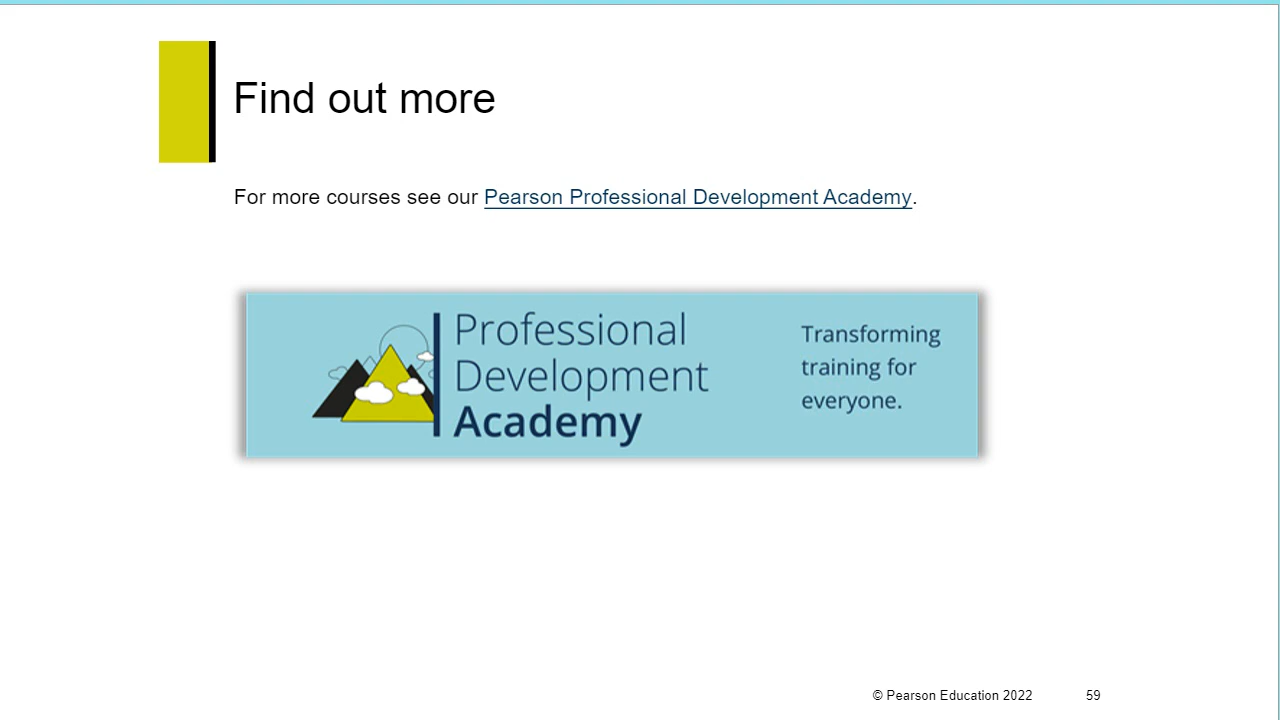 Find out more
For more courses see our Pearson Professional Development Academy.
Professional
Development
Academy
Transforming
training for
everyone.
© Pearson Education 2022
59